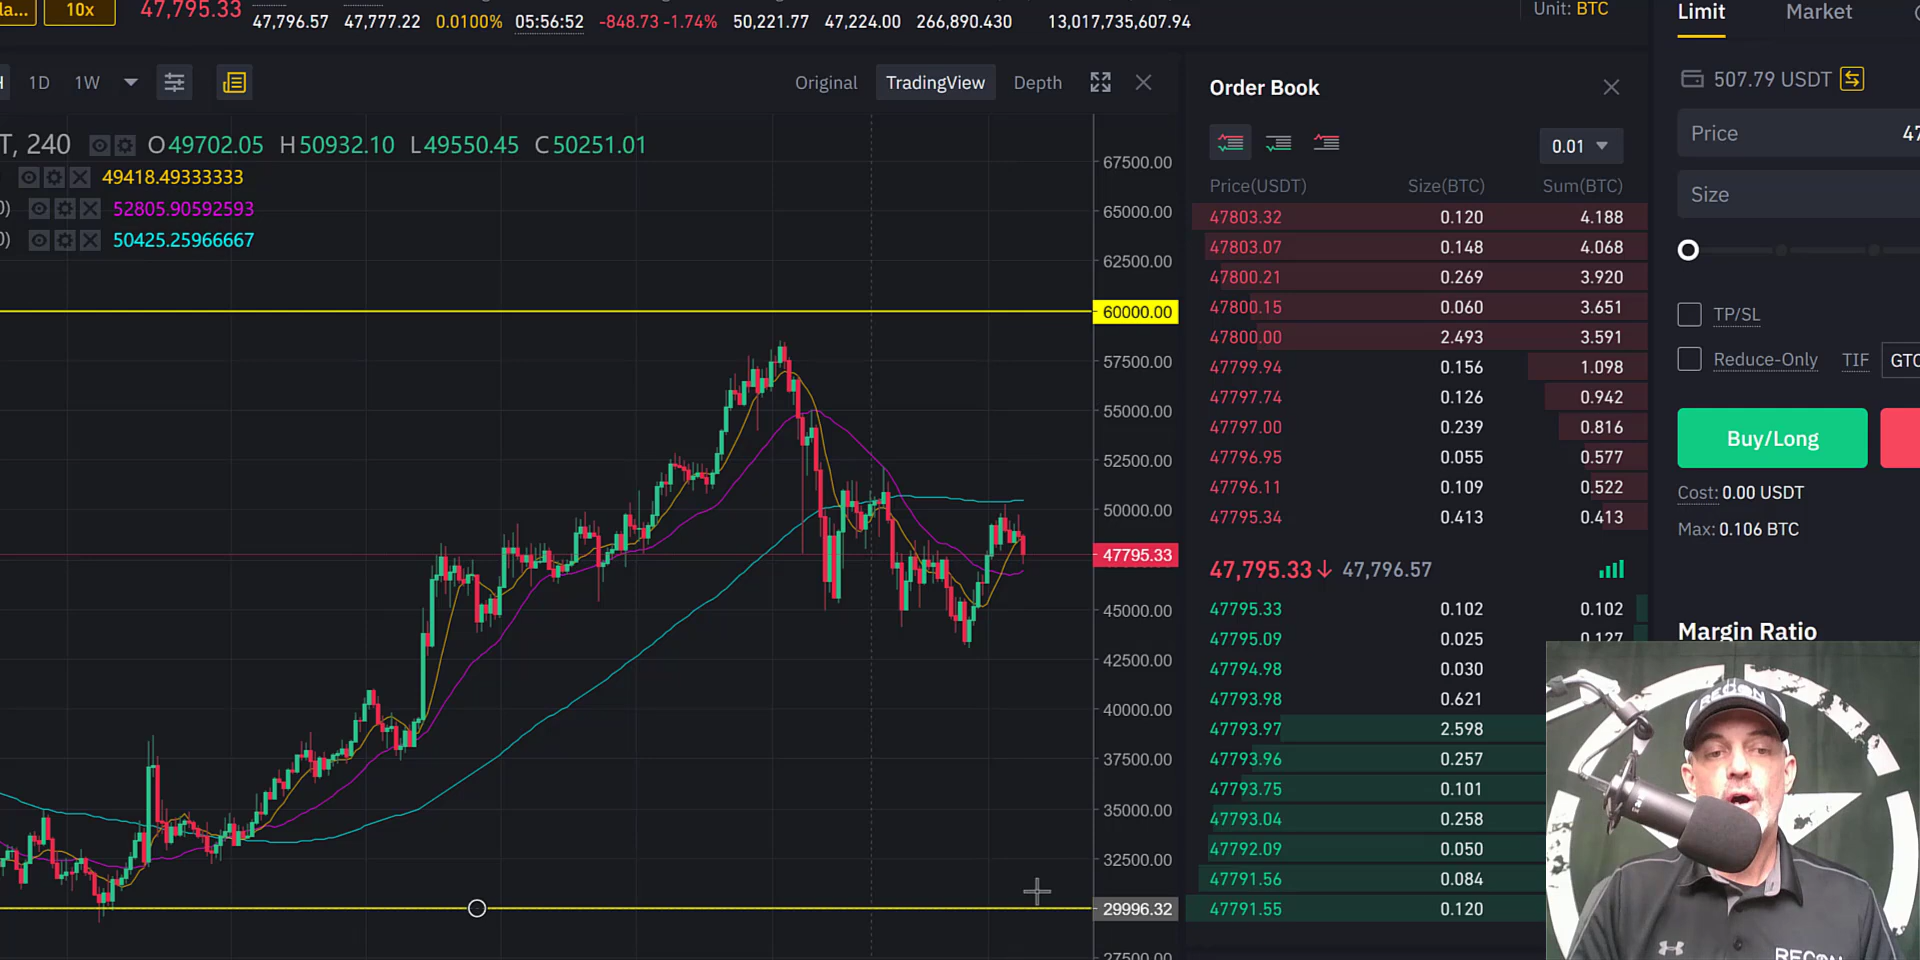 10x
47,795.33
47,796.57 47,777.22 0.0100% 05:56:52 -848.73 -1.74% 50,221.77 47,224.00 266,890.430 13,017,735,607.94
Unit: BTC
Limit Market
1D 1W
Original TradingView Depth
Order Book
507.79 USDT
Price
T, 240 O49702.05 H50932.10 L49550.45 C50251.01
49418.49333333
52805.90592593
50425.25966667
0.01
Price(USDT) Size(BTC) Sum(BTC)
47803.32 0.120 4.188
47803.07 0.148 4.068
47800.21 0.269 3.920
47800.15 0.060 3.651
47800.00 2.493 3.591
47799.94 0.156 1.098
47797.74 0.126 0.942
47797.00 0.239 0.816
47796.95 0.055 0.577
47796.11 0.109 0.522
47795.34 0.413 0.413
47,795.33 47,796.57
47795.33 0.102 0.102
47795.09 0.025 0.127
47794.98 0.030
47793.98 0.621
47793.97 2.598
47793.96 0.257
47793.75 0.101
47793.04 0.258
47792.09 0.050
47791.56 0.084
47791.55 0.120
67500.00
65000.00
62500.00
60000.00
57500.00
55000.00
52500.00
50000.00
47795.33
45000.00
42500.00
40000.00
37500.00
35000.00
32500.00
29996.32
27500.00
Size
TP/SL
Reduce-Only TIF GTC
Buy/Long
Cost: 0.00 USDT
Max: 0.106 BTC
Margin Ratio
RECON
RECON